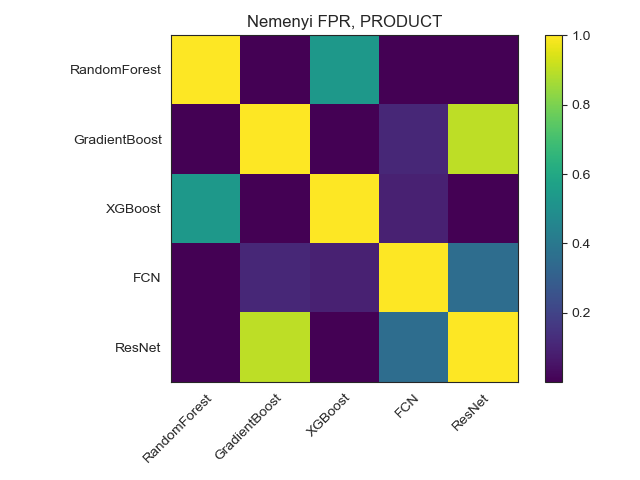 Nemenyi FPR, PRODUCT
RandomForest
GradientBoost
XGBoost
FCN
ResNet
RandomForest
GradientBoost
XGBoost
FCN
ResNet
1.0
0.8
0.6
0.4
0.2